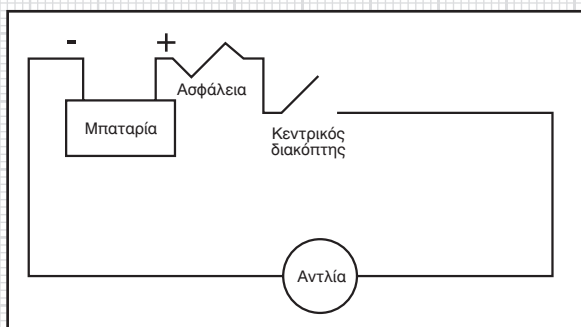 - +
Ασφάλεια
Μπαταρία
Κεντρικός
διακόπτης
Αντλία